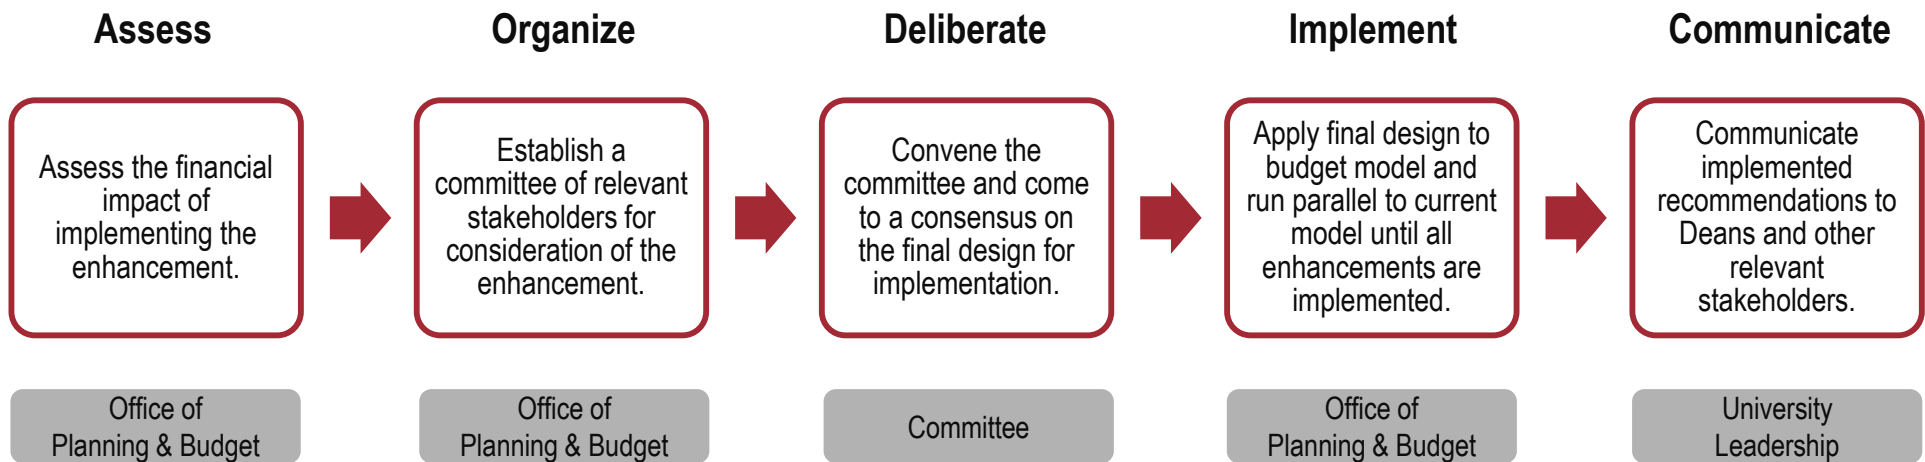 Assess
Organize
Deliberate
Implement
Communicate
Assess the financial
impact of
implementing the
enhancement.
Establish a
committee of relevant
stakeholders for
consideration of the
enhancement.
Convene the
committee and come
to a consensus on
the final design for
implementation.
Apply final design to
budget model and
run parallel to current
model until all
enhancements are
implemented.
Communicate
implemented
recommendations to
Deans and other
relevant
stakeholders.
Office of
Planning & Budget
Office of
Planning & Budget
Committee
Office of
Planning & Budget
University
Leadership